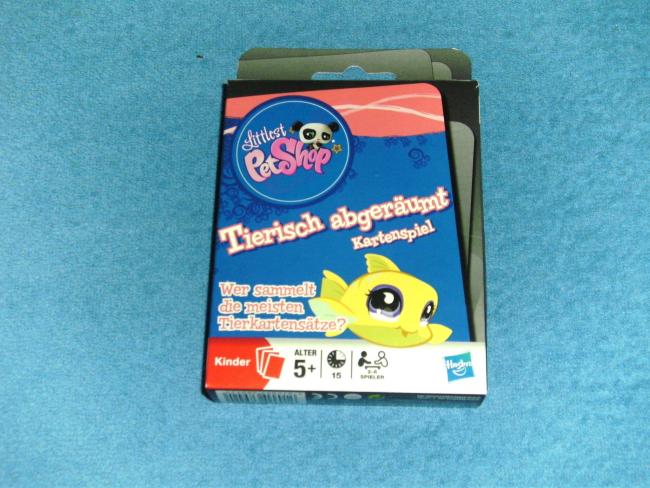 Littlest
PetShop
Tierisch abgeräumt
Kartenspiel
Wer sammelt
die meisten
Tierkartensätze?
Kinder
ALTER
5+
15
SPIELER
Hasbro